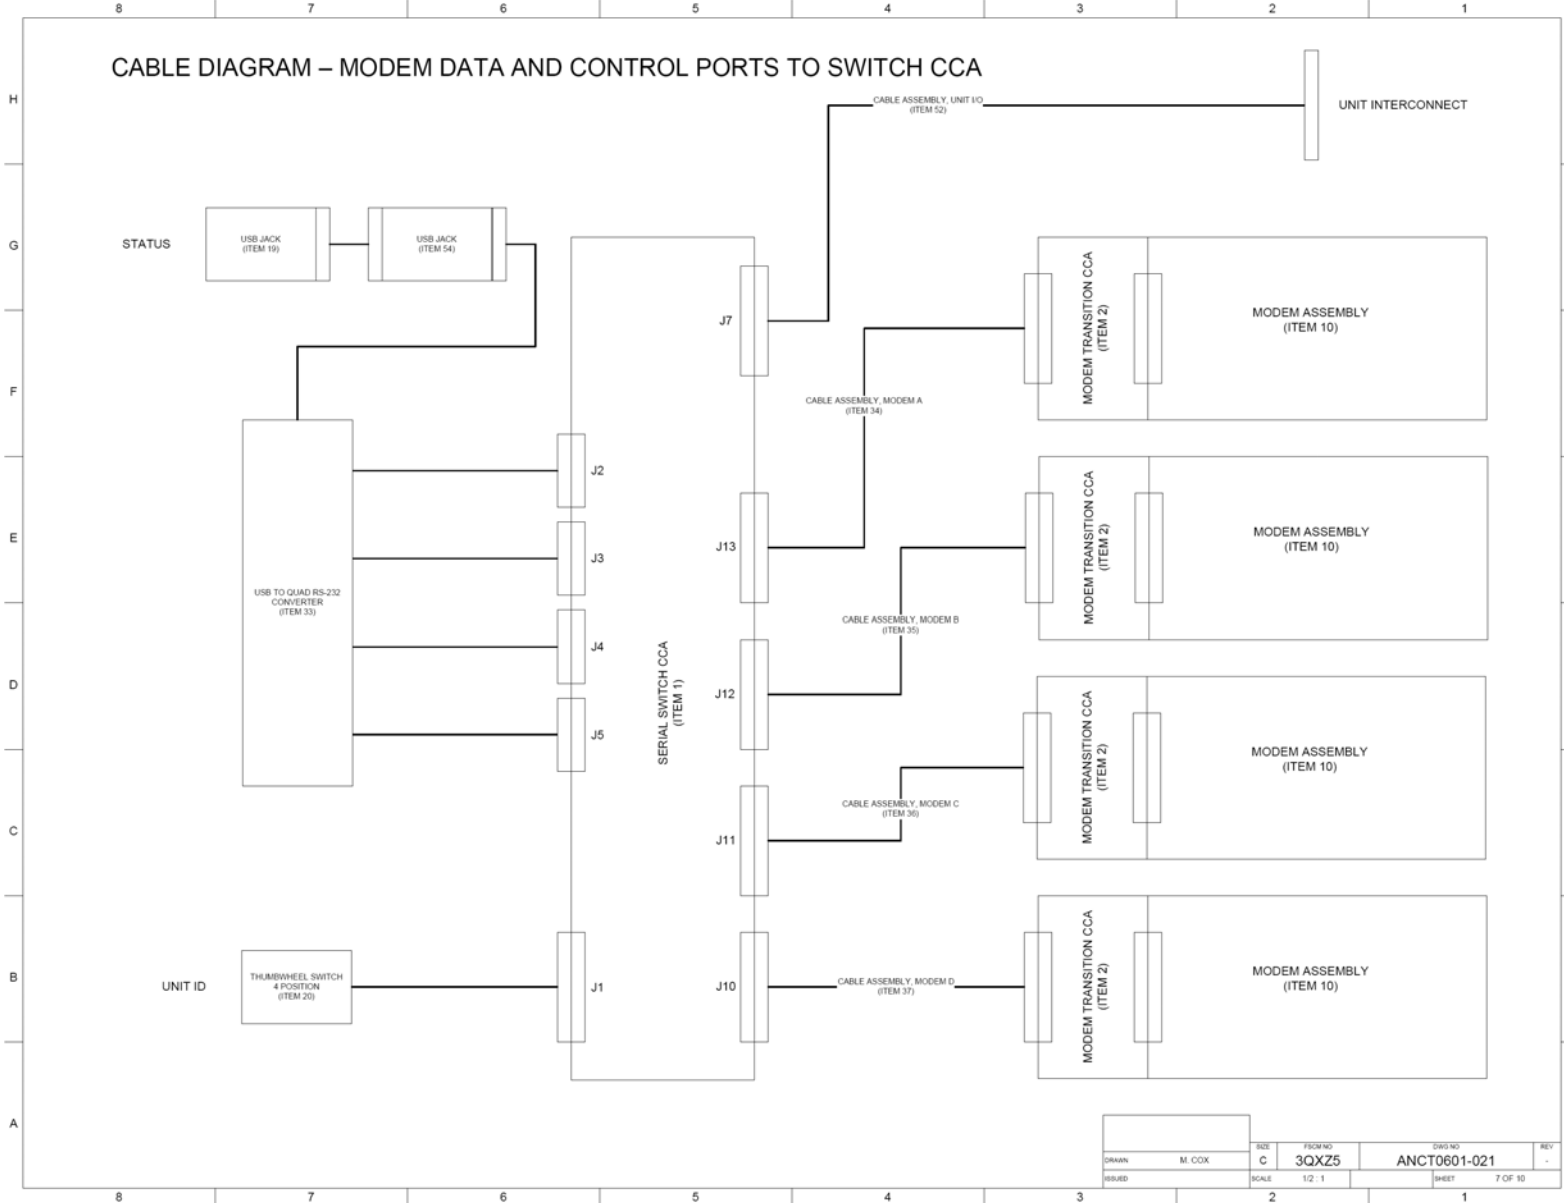 8 7 6 5 4 3 2 1
CABLE DIAGRAM – MODEM DATA AND CONTROL PORTS TO SWITCH CCA
H
CABLE ASSEMBLY, UNIT I/O
(ITEM 52)
UNIT INTERCONNECT
G
STATUS
USB JACK
(ITEM 19)
USB JACK
(ITEM 54)
J7
MODEM TRANSITION CCA
(ITEM 2)
MODEM ASSEMBLY
(ITEM 10)
F
CABLE ASSEMBLY, MODEM A
(ITEM 34)
J2
E
J3
J13
MODEM TRANSITION CCA
(ITEM 2)
MODEM ASSEMBLY
(ITEM 10)
USB TO QUAD RS-232
CONVERTER
(ITEM 33)
CABLE ASSEMBLY, MODEM B
(ITEM 35)
J4
D
SERIAL SWITCH CCA
(ITEM 1)
J12
J5
MODEM TRANSITION CCA
(ITEM 2)
MODEM ASSEMBLY
(ITEM 10)
CABLE ASSEMBLY, MODEM C
(ITEM 36)
C
J11
B
UNIT ID
THUMBWHEEL SWITCH
4 POSITION
(ITEM 20)
J1
J10
CABLE ASSEMBLY, MODEM D
(ITEM 37)
MODEM TRANSITION CCA
(ITEM 2)
MODEM ASSEMBLY
(ITEM 10)
A
SIZE FSCM NO DWG NO REV
DRAWN M. COX C 3QXZ5 ANCT0601-021 -
ISSUED SCALE 1/2 : 1 SHEET 7 OF 10
8 7 6 5 4 3 2 1